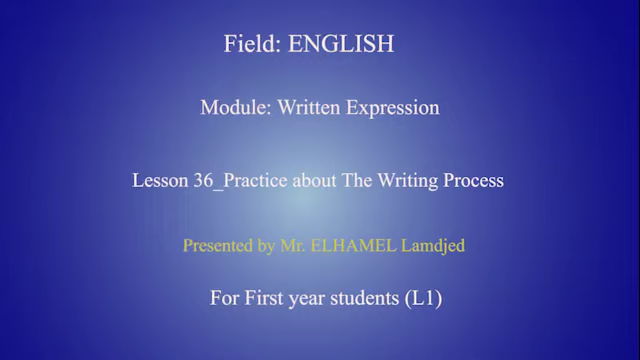 Field: ENGLISH
Module: Written Expression
Lesson 36_Practice about The Writing Process
Presented by Mr. ELHAMEL Lamdjed
For First year students (L1)